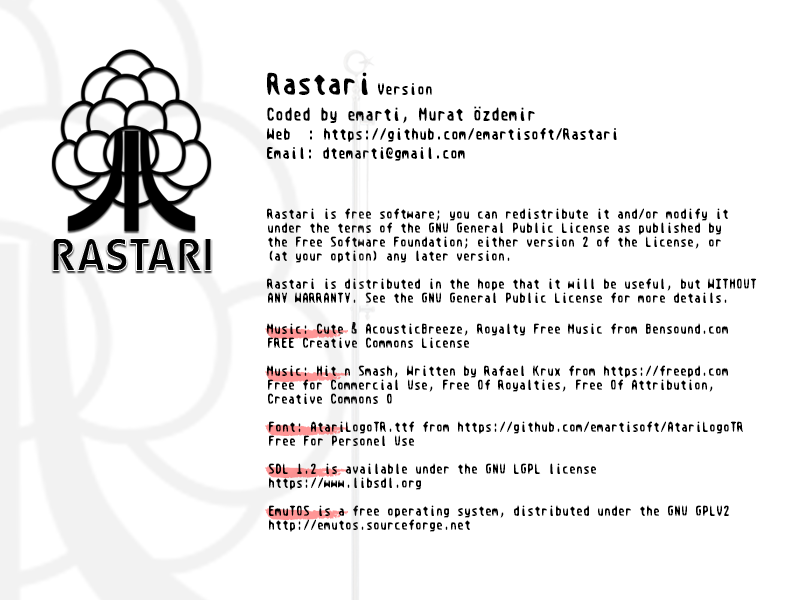 RASTARI
Rastari Version
Coded by emarti, Murat Özdemir
Web : https://github.com/emartisoft/Rastari
Email: dtemarti@gmail.com
Rastari is free software; you can redistribute it and/or modify it
under the terms of the GNU General Public License as published by
the Free Software Foundation; either version 2 of the License, or
(at your option) any later version.
Rastari is distributed in the hope that it will be useful, but WITHOUT
ANY WARRANTY. See the GNU General Public License for more details.
Music: Cute & AcousticBreeze, Royalty Free Music from Bensound.com
FREE Creative Commons License
Music: Hit n Smash, Written by Rafael Krux from https://freepd.com
Free for Commercial Use, Free Of Royalties, Free Of Attribution,
Creative Commons 0
Font: AtariLogoTR.ttf from https://github.com/emartisoft/AtariLogoTR
Free For Personel Use
SDL 1.2 is available under the GNU LGPL license
https://www.libsdl.org
EmuTOS is a free operating system, distributed under the GNU GPLV2
http://emutos.sourceforge.net